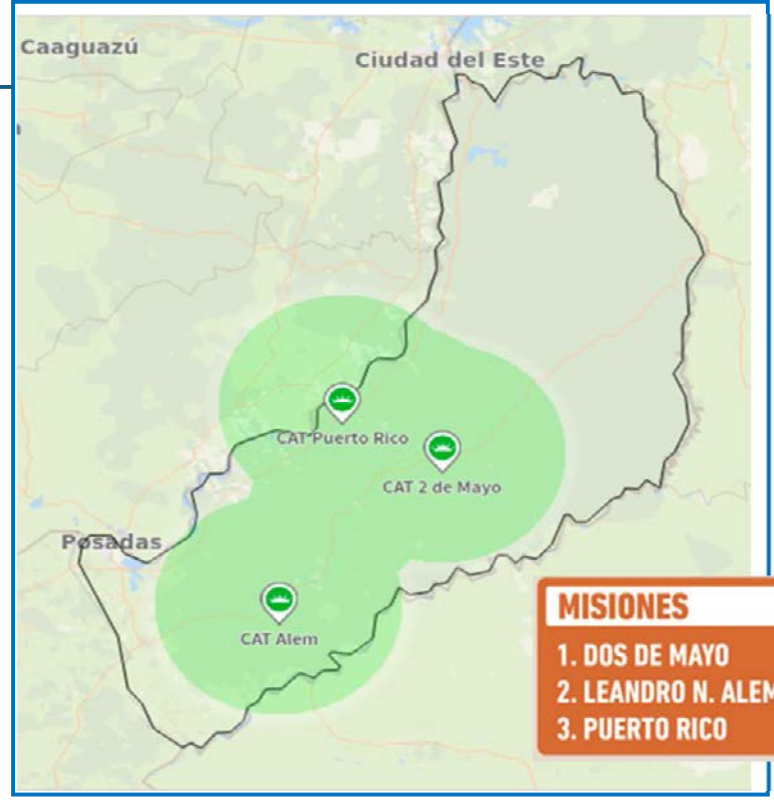 Caaguazú
Ciudad del Este
CAT Puerto Rico
CAT 2 de Mayo
Posadas
CAT Alem
MISIONES
1. DOS DE MAYO
2. LEANDRO N. ALEM
3. PUERTO RICO